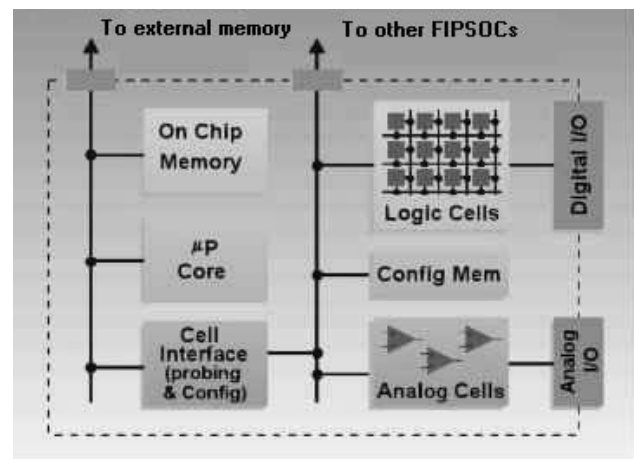 To external memory
To other FIPSOCs
On Chip
Memory
µP
Core
Cell
Interface
(probing
& Config)
Logic Cells
Config Mem
Analog Cells
Digital I/O
Analog
I/O